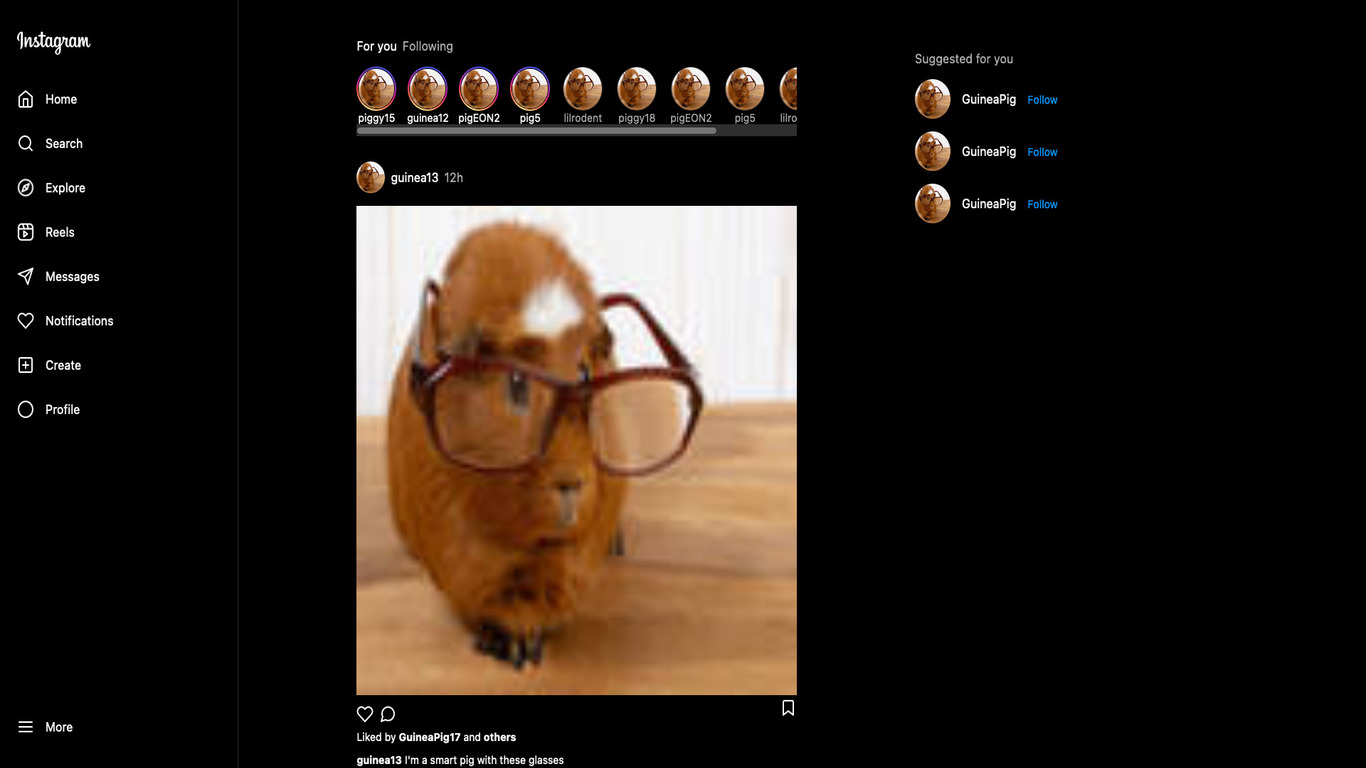 Instagram
Home
Search
Explore
Reels
Messages
Notifications
Create
Profile
More
For you Following
piggy15 guinea12 pigEON2 pig5 lilrodent piggy18 pigEON2 pig5 lilro
guinea13 12h
Liked by GuineaPig17 and others
guinea13 I'm a smart pig with these glasses
Suggested for you
GuineaPig Follow
GuineaPig Follow
GuineaPig Follow